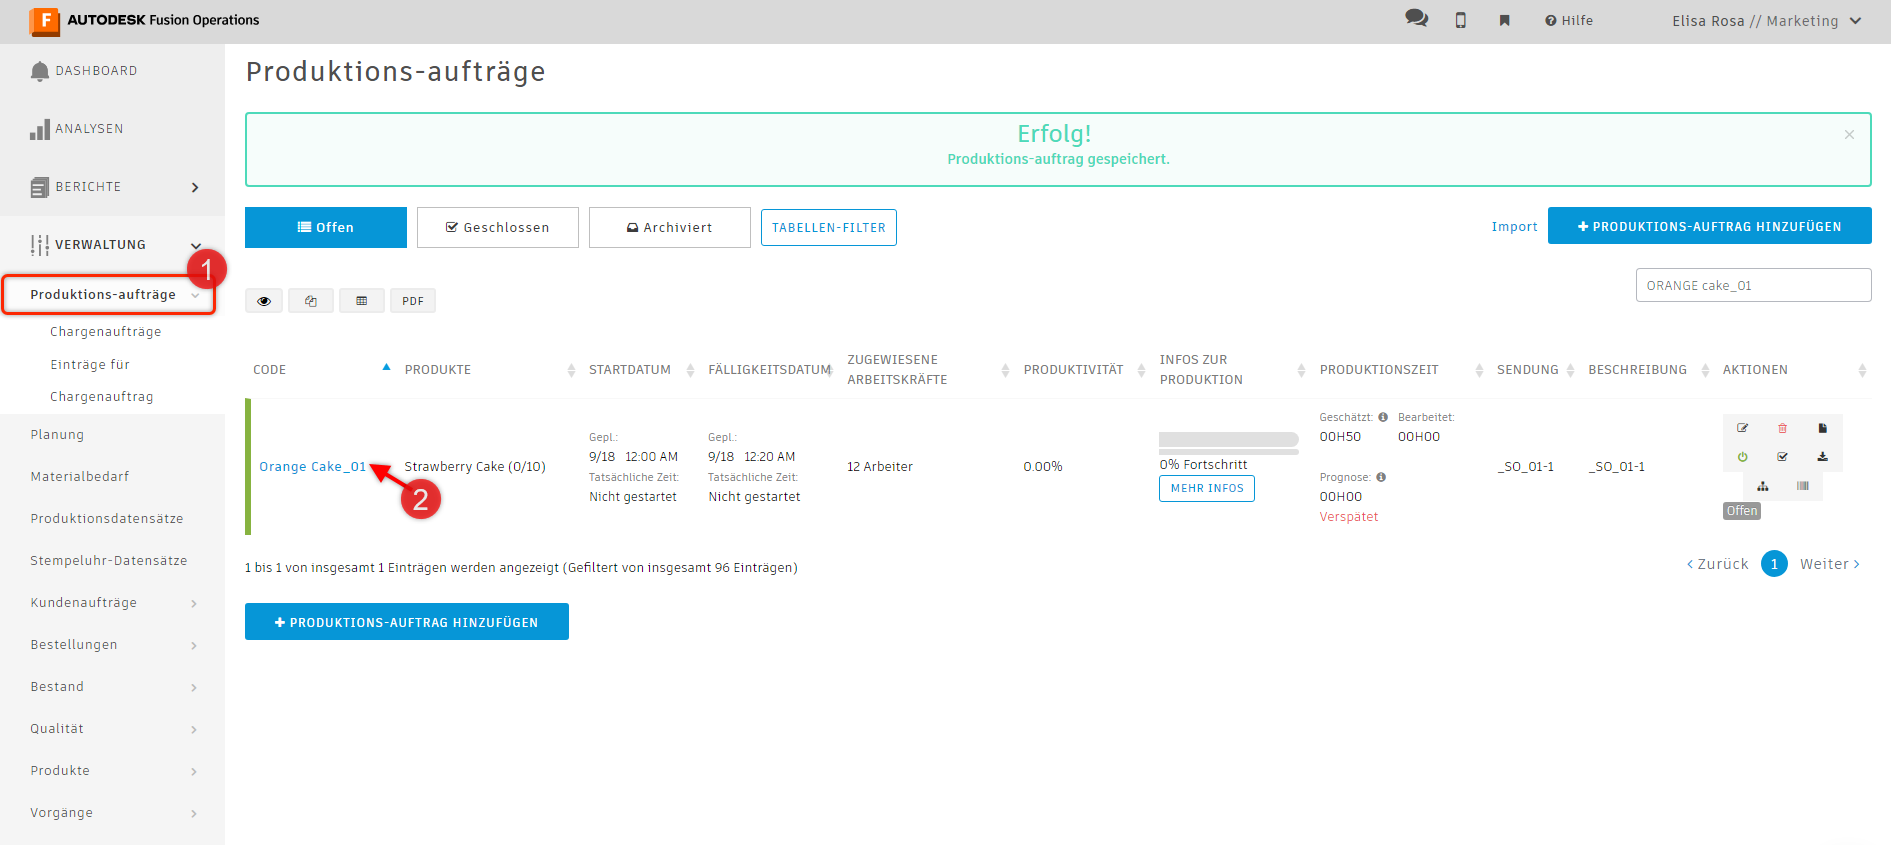 F AUTODESK Fusion Operations
Hilfe
Elisa Rosa // Marketing
DASHBOARD
ANALYSEN
BERICHTE
VERWALTUNG
1
Produktions-aufträge
Chargenaufträge
Einträge für
Chargenauftrag
Planung
Materialbedarf
Produktionsdatensätze
Stempeluhr-Datensätze
Kundenaufträge
Bestellungen
Bestand
Qualität
Produkte
Vorgänge
Produktions-aufträge
Erfolg!
×
Produktions-auftrag gespeichert.
Offen
Geschlossen
Archiviert
TABELLEN-FILTER
Import
+ PRODUKTIONS-AUFTRAG HINZUFÜGEN
ORANGE cake_01
PDF
CODE
PRODUKTE
STARTDATUM
FÄLLIGKEITSDATUM
ZUGEWIESENE
ARBEITSKRÄFTE
PRODUKTIVITÄT
INFOS ZUR
PRODUKTION
PRODUKTIONSZEIT
SENDUNG
BESCHREIBUNG
AKTIONEN
Orange Cake_01
2
Strawberry Cake (0/10)
Gepl.:
9/18 12:00 AM
Tatsächliche Zeit:
Nicht gestartet
Gepl.:
9/18 12:20 AM
Tatsächliche Zeit:
Nicht gestartet
12 Arbeiter
0.00%
0% Fortschritt
MEHR INFOS
Geschätzt: Bearbeitet:
00H50 00H00
Prognose:
00H00
Verspätet
_SO_01-1
_SO_01-1
Offen
1 bis 1 von insgesamt 1 Einträgen werden angezeigt (Gefiltert von insgesamt 96 Einträgen)
< Zurück 1 Weiter >
+ PRODUKTIONS-AUFTRAG HINZUFÜGEN